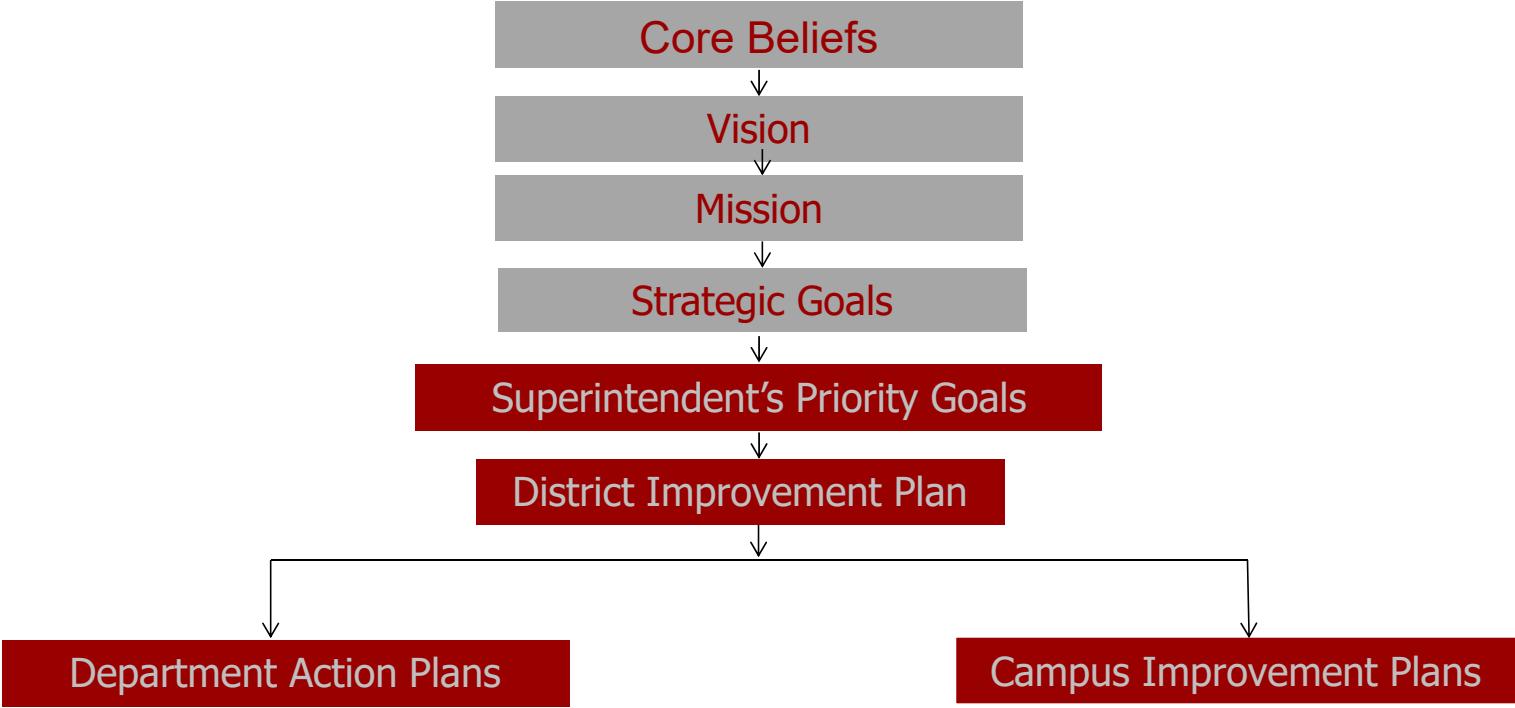 Core Beliefs
Vision
Mission
Strategic Goals
Superintendent’s Priority Goals
District Improvement Plan
Department Action Plans
Campus Improvement Plans